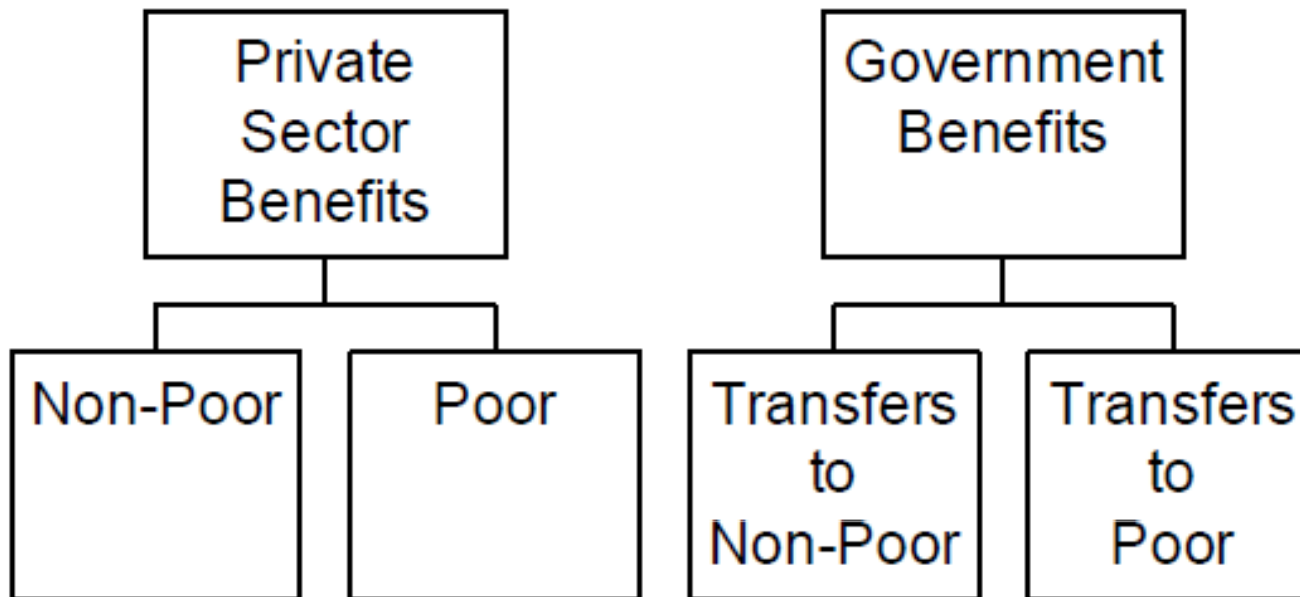 Private
Sector
Benefits
Government
Benefits
Non-Poor
Poor
Transfers
to
Non-Poor
Transfers
to
Poor